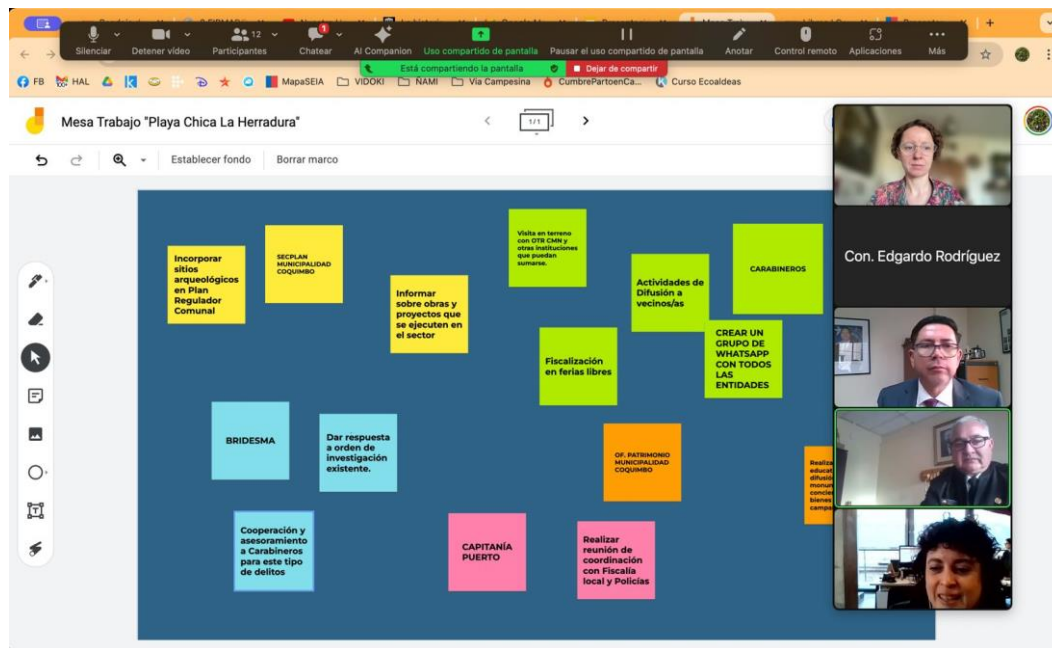 12
Silenciar
Detener video
Participantes
Chatear
AI Companion
Uso compartido de pantalla
Pausar el uso compartido de pantalla
Anotar
Control remoto
Aplicaciones
Más
Está compartiendo la pantalla
Dejar de compartir
FB
HAL
MapaSEIA
VIDOKI
ÑAMI
Via Campesina
CumbrePartoenCa...
Curso Ecoaldeas
Mesa Trabajo "Playa Chica La Herradura"
1/1
Establecer fondo
Borrar marco
Incorporar
sitios
arqueológicos
en Plan
Regulador
Comunal
SECPLAN
MUNICIPALIDAD
COQUIMBO
Informar
sobre obras y
proyectos que
se ejecuten en
el sector
Visita en terreno
con OTR CMN y
otras instituciones
que puedan
sumarse.
Actividades de
Difusión a
vecinos/as
CARABINEROS
Fiscalización
en ferias libres
CREAR UN
GRUPO DE
WHATSAPP
CON TODOS
LAS
ENTIDADES
BRIDESMA
Dar respuesta
a orden de
investigación
existente.
OF. PATRIMONIO
MUNICIPALIDAD
COQUIMBO
Cooperación y
asesoramiento
a Carabineros
para este tipo
de delitos
CAPITANÍA
PUERTO
Realizar
reunión de
coordinación
con Fiscalía
local y Policías
Con. Edgardo Rodríguez